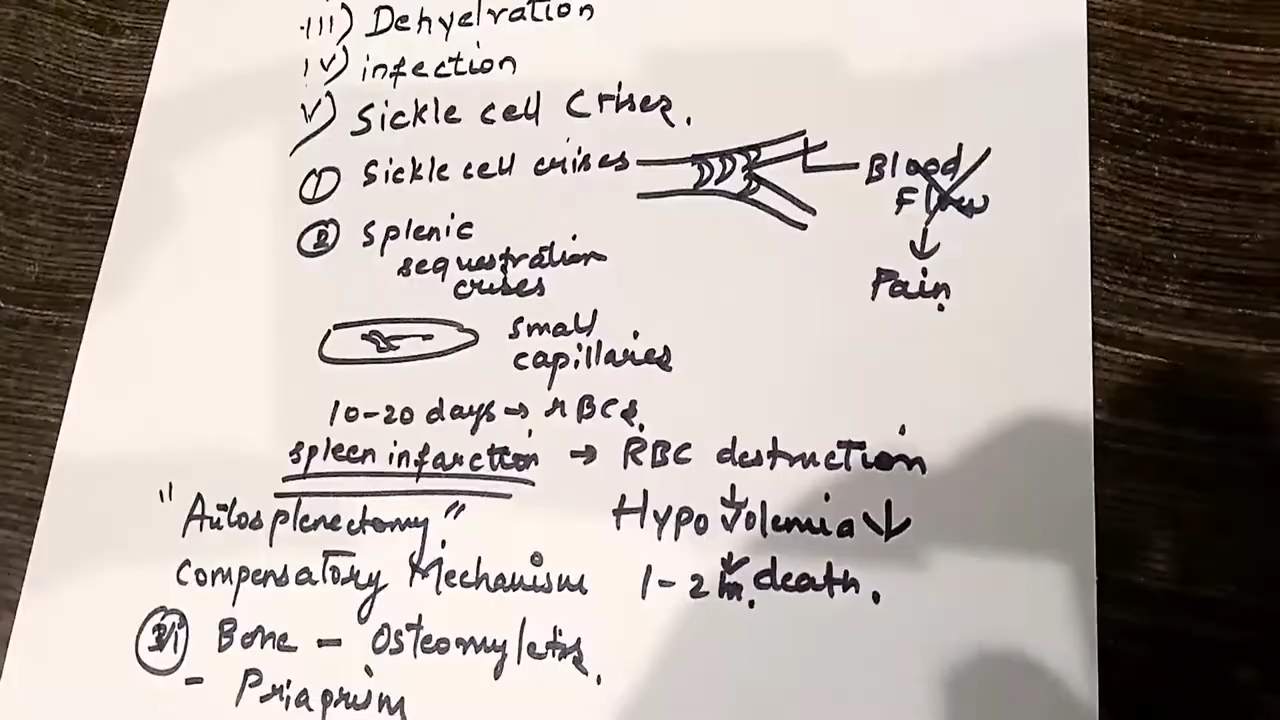 iii) Dehydration
iv) infection
v) Sickle cell Crises.
① Sickle cell crises
Blood
Flow
Pain.
② Splenic
sequestration
crises
small
capillaries
10-20 days → RBCs.
spleen infarction → RBC destruction
"Autosplenectomy"
Hypovolemia ↓
Compensatory Mechanism
1-2 h. death.
Bone - Osteomyletis.
- Priaprism